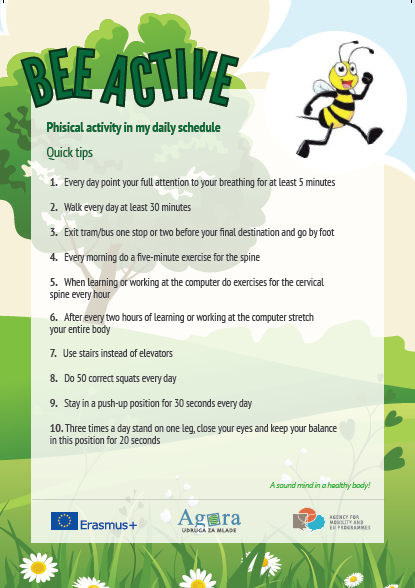 BEE ACTIVE
Phisical activity in my daily schedule
Quick tips
1. Every day point your full attention to your breathing for at least 5 minutes
2. Walk every day at least 30 minutes
3. Exit tram/bus one stop or two before your final destination and go by foot
4. Every morning do a five-minute exercise for the spine
5. When learning or working at the computer do exercises for the cervical
spine every hour
6. After every two hours of learning or working at the computer stretch
your entire body
7. Use stairs instead of elevators
8. Do 50 correct squats every day
9. Stay in a push-up position for 30 seconds every day
10. Three times a day stand on one leg, close your eyes and keep your balance
in this position for 20 seconds
A sound mind in a healthy body!
Erasmus+
Agora
UDRUGA ZA MLADE
AGENCY FOR
MOBILITY AND
EU PROGRAMMES